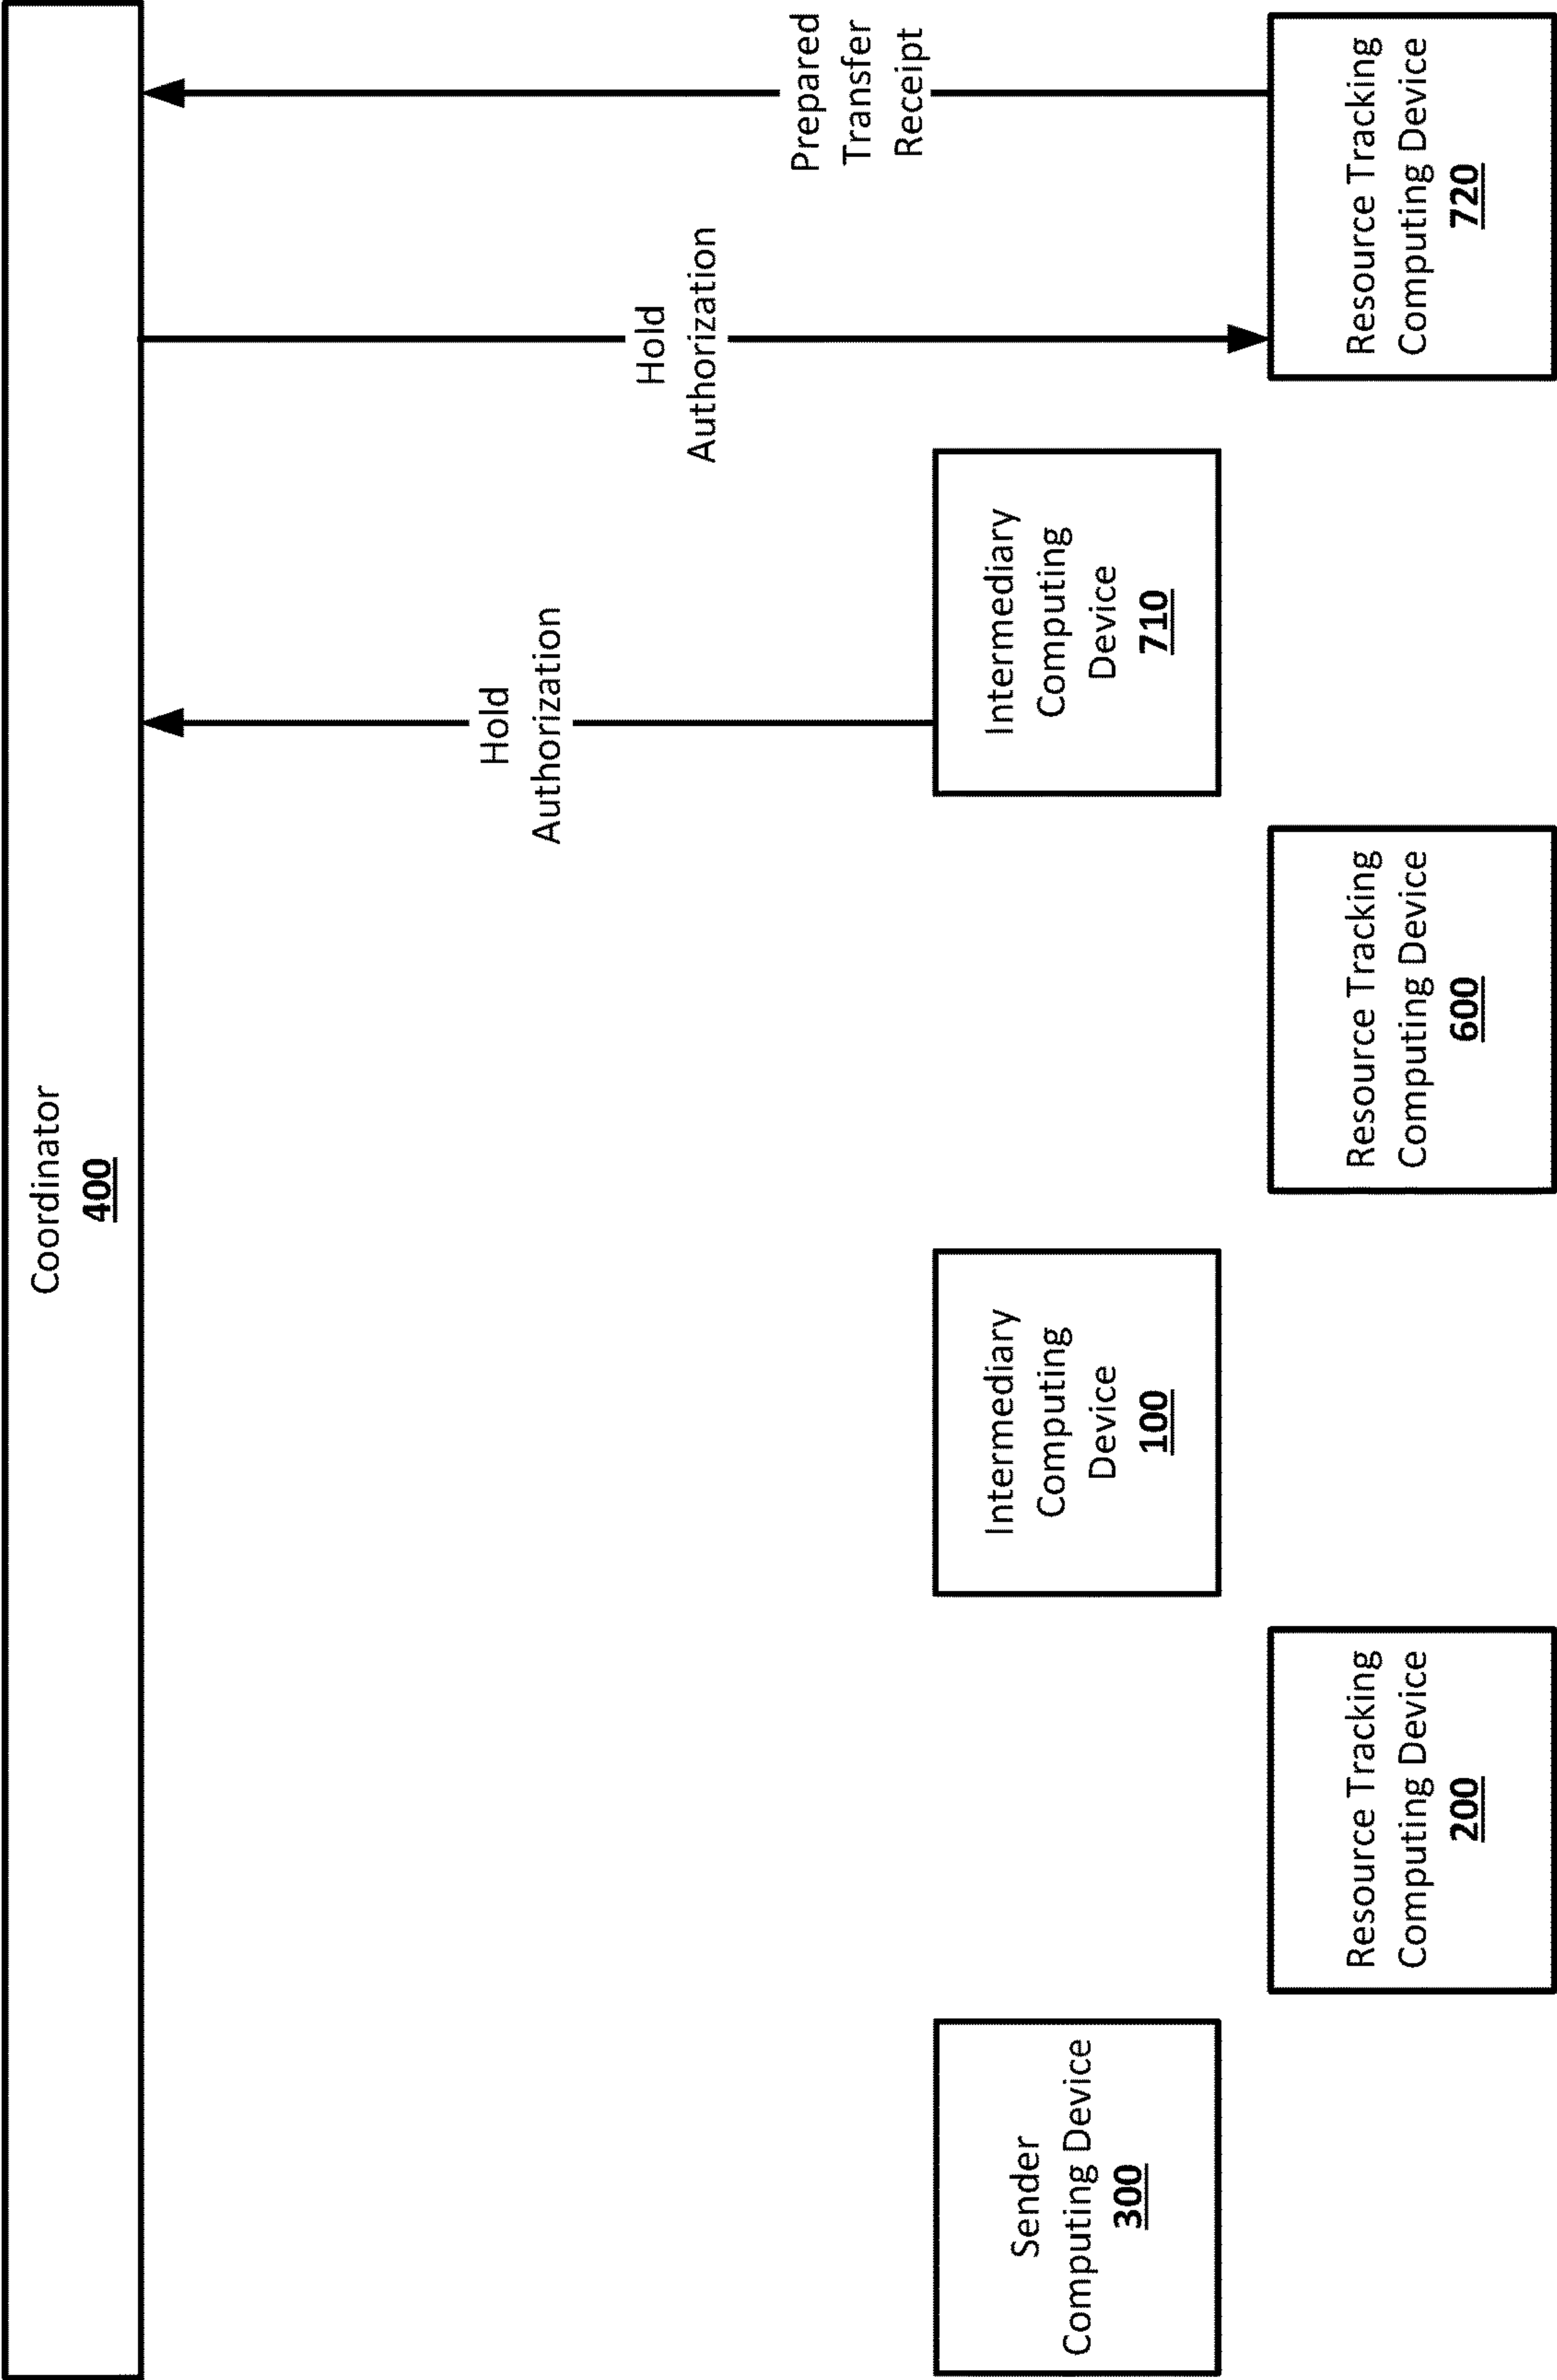 Coordinator
400
Hold
Authorization
Hold
Authorization
Prepared
Transfer
Receipt
Sender
Computing Device
300
Intermediary
Computing
Device
100
Intermediary
Computing
Device
710
Resource Tracking
Computing Device
200
Resource Tracking
Computing Device
600
Resource Tracking
Computing Device
720